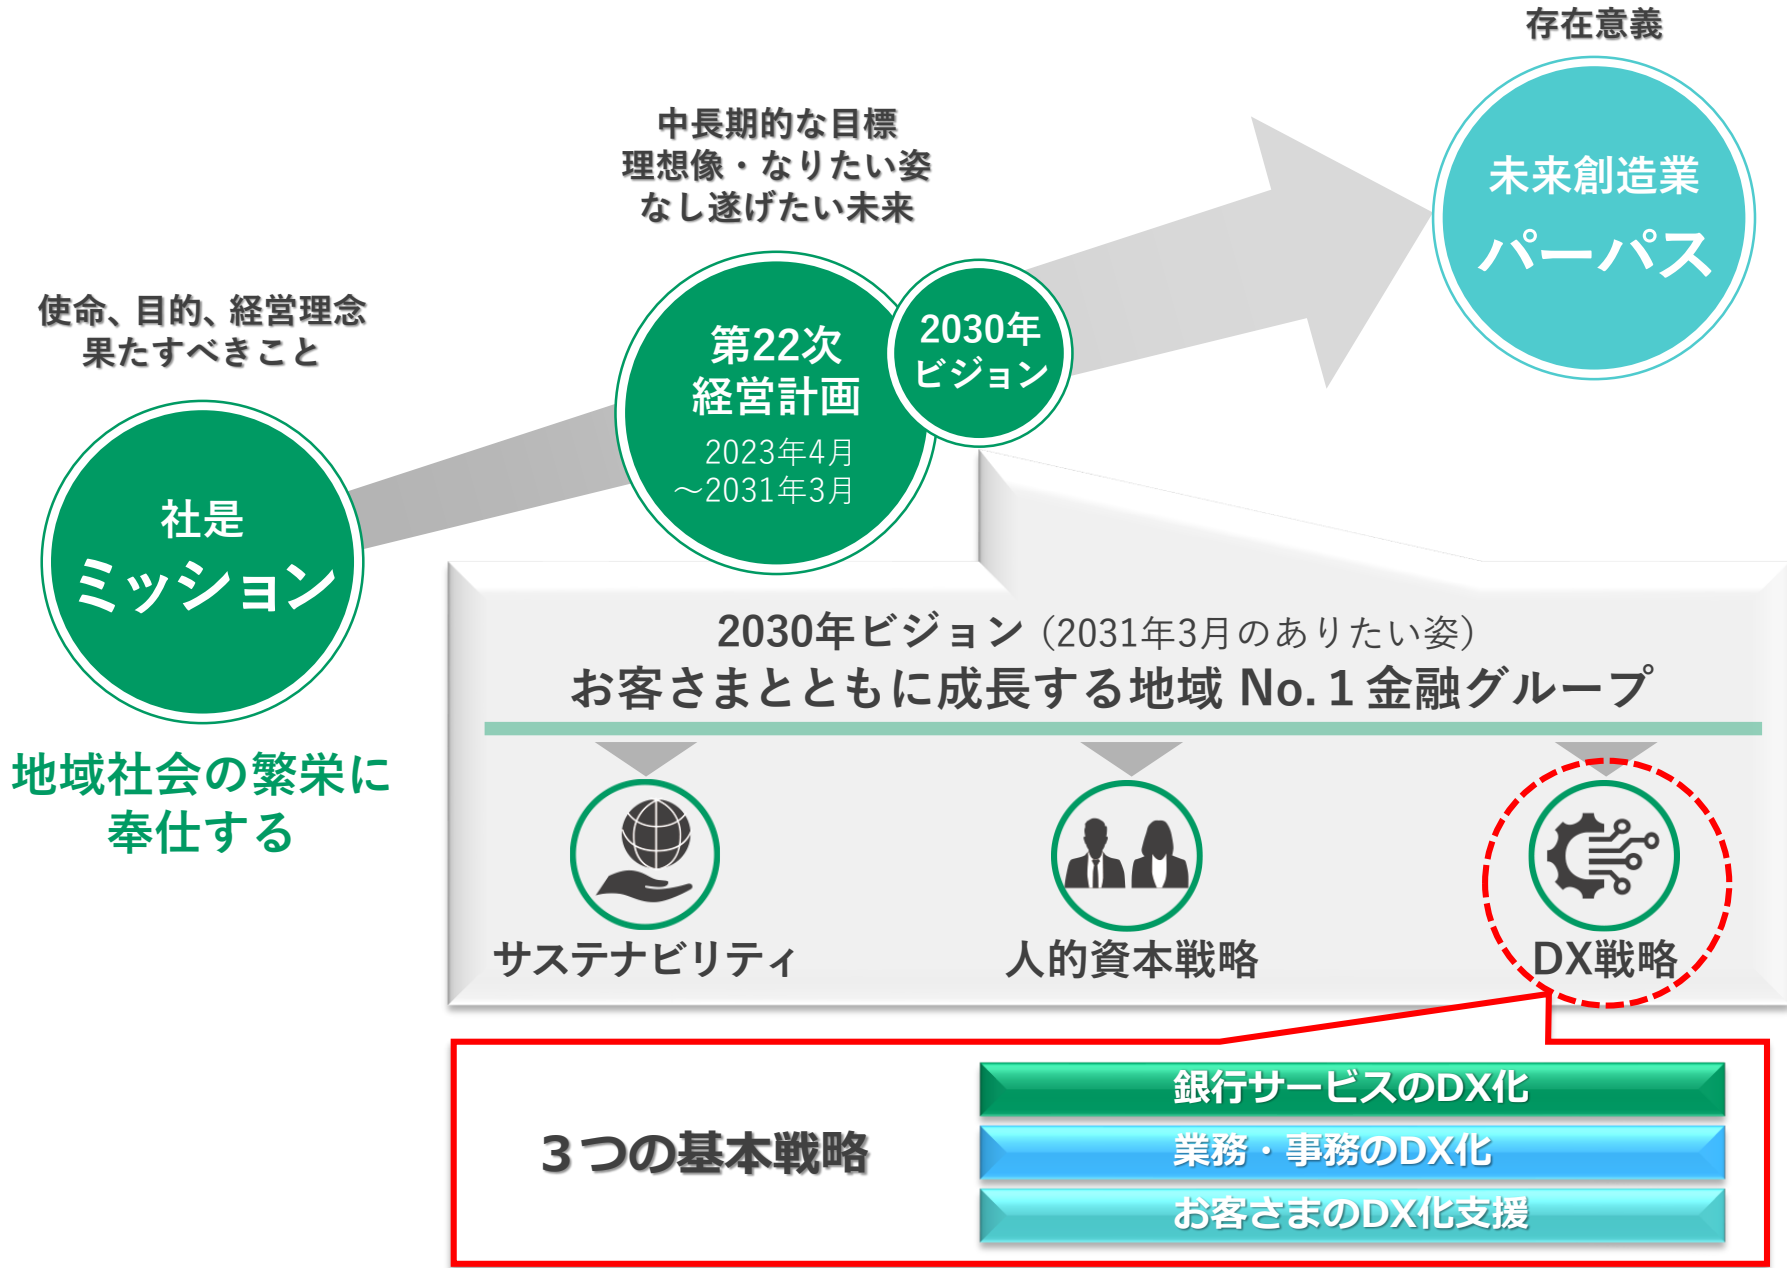 存在意義
未来創造業
パーパス
中長期的な目標
理想像・なりたい姿
なし遂げたい未来
第22次
経営計画
2023年4月
～2031年3月
2030年
ビジョン
使命、目的、経営理念
果たすべきこと
社是
ミッション
地域社会の繁栄に
奉仕する
2030年ビジョン（2031年3月のありたい姿）
お客さまとともに成長する地域 No.１金融グループ
サステナビリティ
人的資本戦略
DX戦略
３つの基本戦略
銀行サービスのDX化
業務・事務のDX化
お客さまのDX化支援